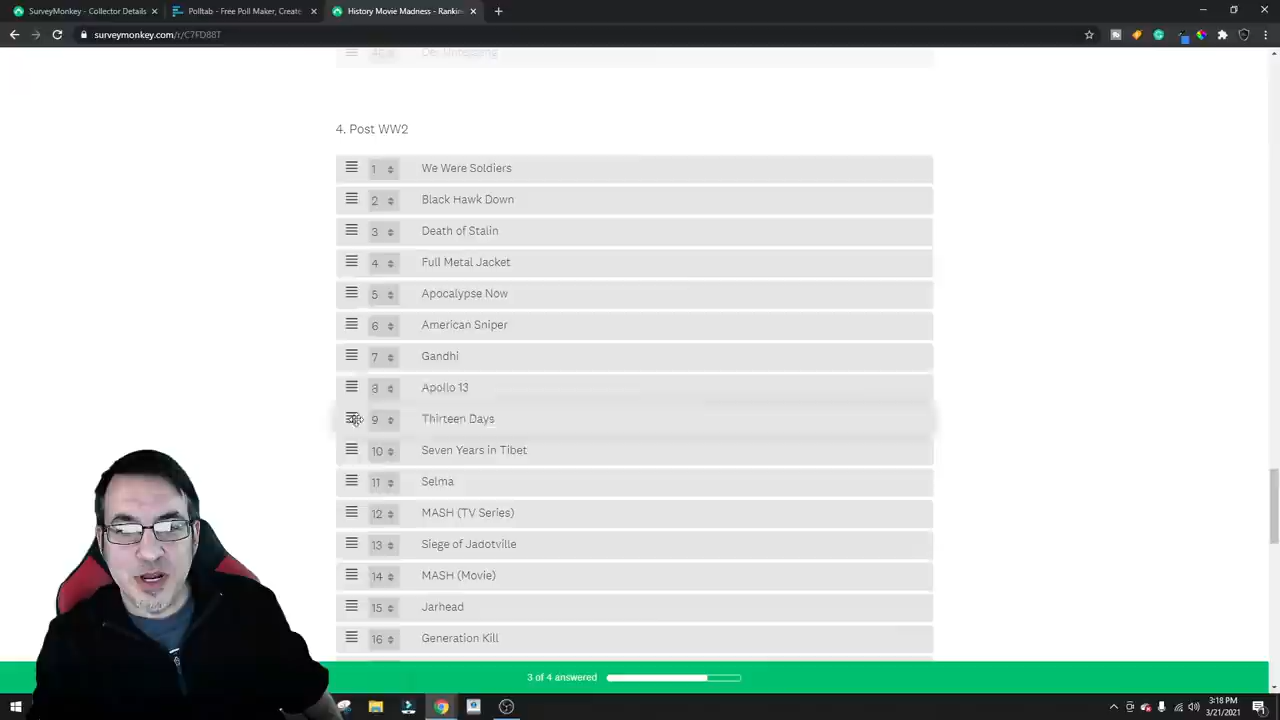 SurveyMonkey - Collector Details
Polltab - Free Poll Maker, Create
History Movie Madness - Rankin
surveymonkey.com/r/C7FD88T
4. Post WW2
1 We Were Soldiers
2 Black Hawk Down
3 Death of Stalin
4 Full Metal Jacket
5 Apocalypse Now
6 American Sniper
7 Gandhi
8 Apollo 13
9 Thirteen Days
10 Seven Years in Tibet
11 Selma
12 MASH (TV Series)
13 Siege of Jadotville
14 MASH (Movie)
15 Jarhead
16 Generation Kill
3 of 4 answered
3:18 PM
3/21/2021